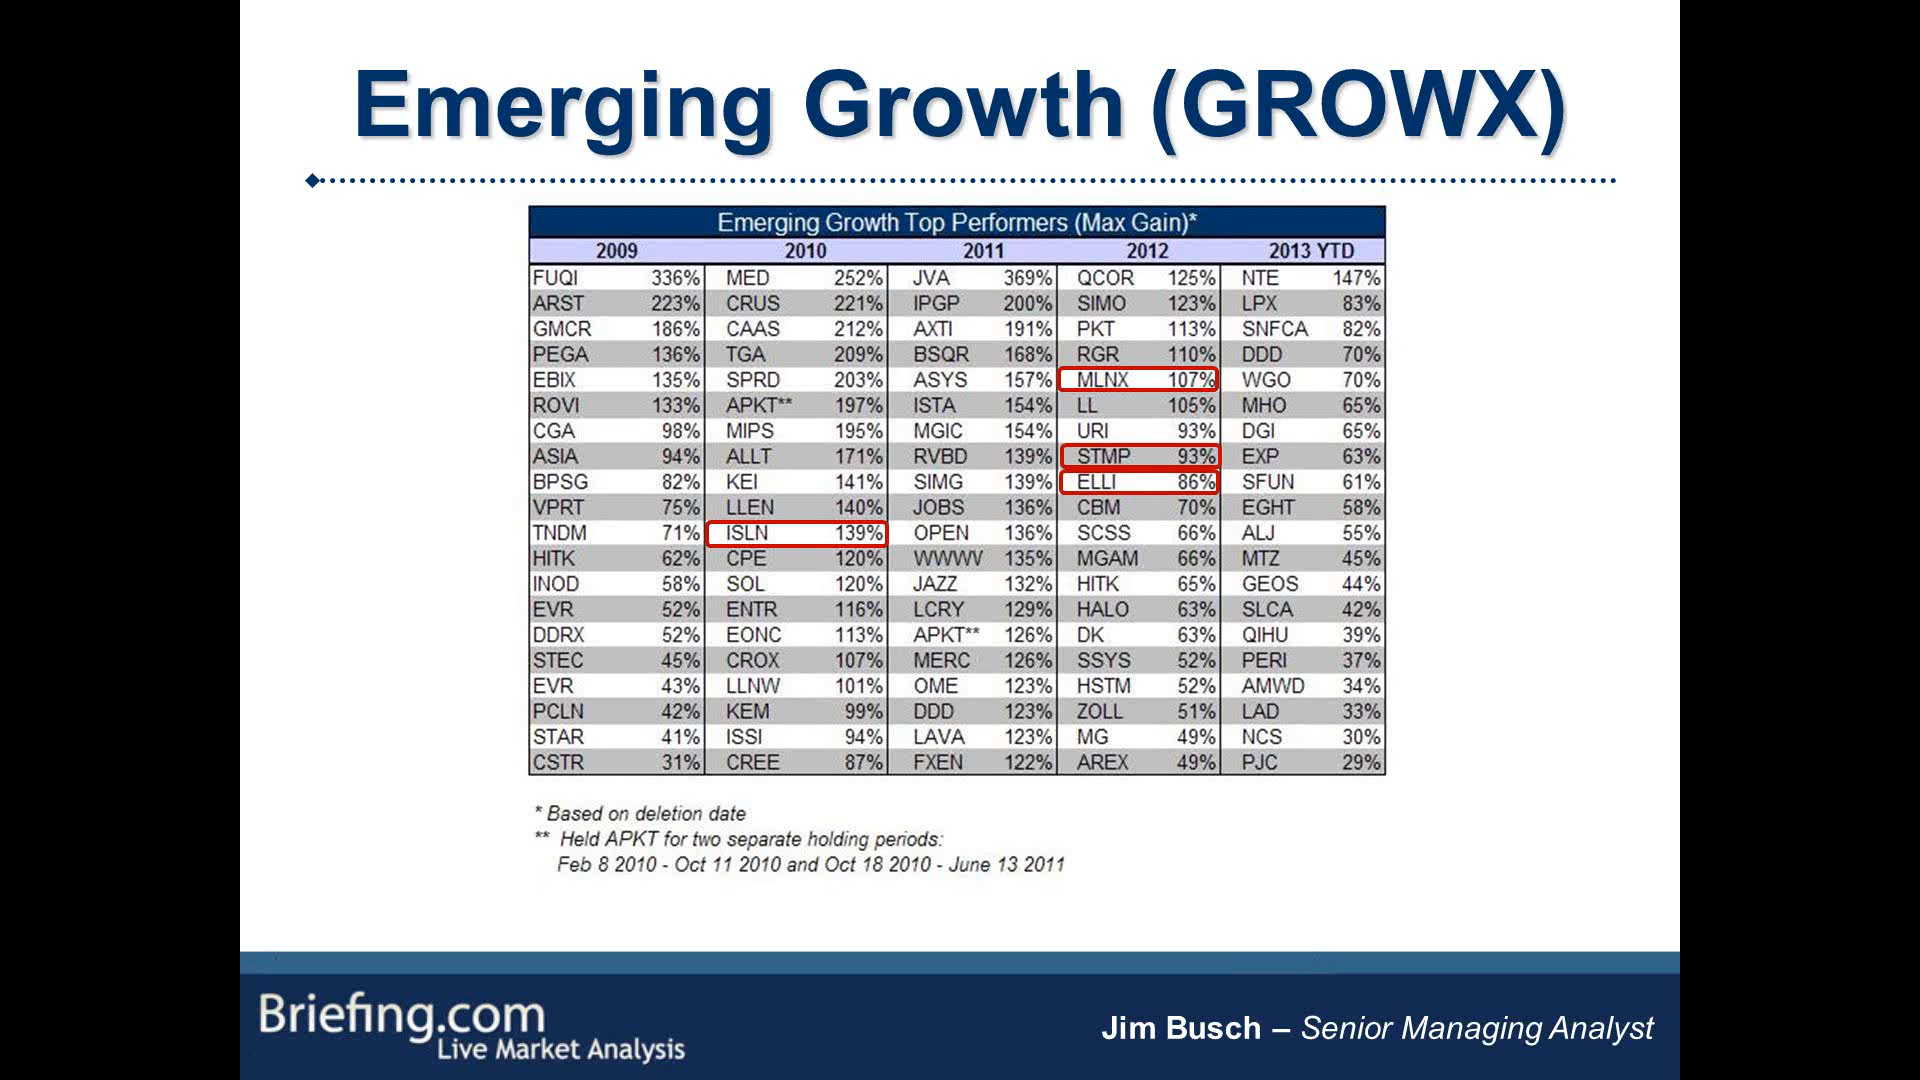 Emerging Growth (GROWX)
Emerging Growth Top Performers (Max Gain)*
2009 2010 2011 2012 2013 YTD
FUQI 336% MED 252% JVA 369% QCOR 125% NTE 147%
ARST 223% CRUS 221% IPGP 200% SIMO 123% LPX 83%
GMCR 186% CAAS 212% AXTI 191% PKT 113% SNFCA 82%
PEGA 136% TGA 209% BSQR 168% RGR 110% DDD 70%
EBIX 135% SPRD 203% ASYS 157% MLNX 107% WGO 70%
ROVI 133% APKT** 197% ISTA 154% LL 105% MHO 65%
CGA 98% MIPS 195% MGIC 154% URI 93% DGI 65%
ASIA 94% ALLT 171% RVBD 139% STMP 93% EXP 63%
BPSG 82% KEI 141% SIMG 139% ELLI 86% SFUN 61%
VPRT 75% LLEN 140% JOBS 136% CBM 70% EGHT 58%
TNDM 71% ISLN 139% OPEN 136% SCSS 66% ALJ 55%
HITK 62% CPE 120% WWWW 135% MGAM 66% MTZ 45%
INOD 58% SOL 120% JAZZ 132% HITK 65% GEOS 44%
EVR 52% ENTR 116% LCRY 129% HALO 63% SLCA 42%
DDRX 52% EONC 113% APKT** 126% DK 63% QIHU 39%
STEC 45% CROX 107% MERC 126% SSYS 52% PERI 37%
EVR 43% LLNW 101% OME 123% HSTM 52% AMWD 34%
PCLN 42% KEM 99% DDD 123% ZOLL 51% LAD 33%
STAR 41% ISSI 94% LAVA 123% MG 49% NCS 30%
CSTR 31% CREE 87% FXEN 122% AREX 49% PJC 29%
* Based on deletion date
** Held APKT for two separate holding periods:
Feb 8 2010 - Oct 11 2010 and Oct 18 2010 - June 13 2011
Briefing.com
Live Market Analysis
Jim Busch – Senior Managing Analyst